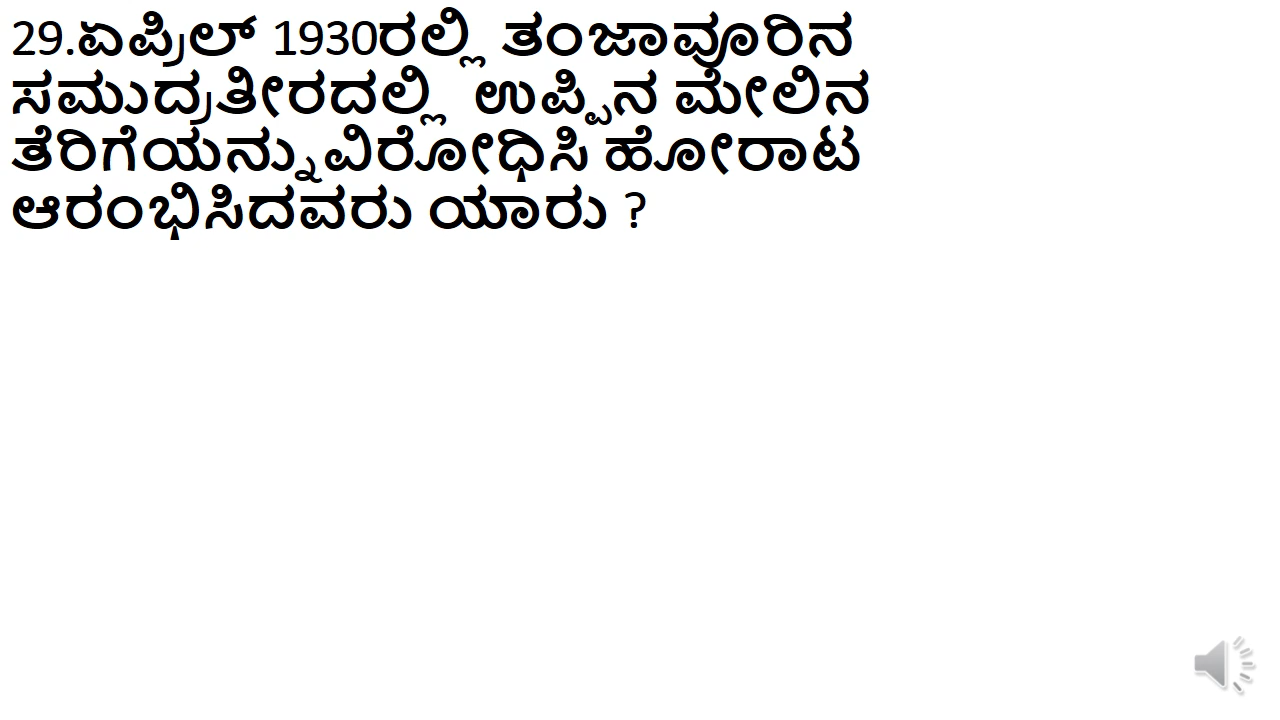 29.ಏಪ್ರಿಲ್ 1930ರಲ್ಲಿ ತಂಜಾವೂರಿನ
ಸಮುದ್ರತೀರದಲ್ಲಿ ಉಪ್ಪಿನ ಮೇಲಿನ
ತೆರಿಗೆಯನ್ನು ವಿರೋಧಿಸಿ ಹೋರಾಟ
ಆರಂಭಿಸಿದವರು ಯಾರು ?